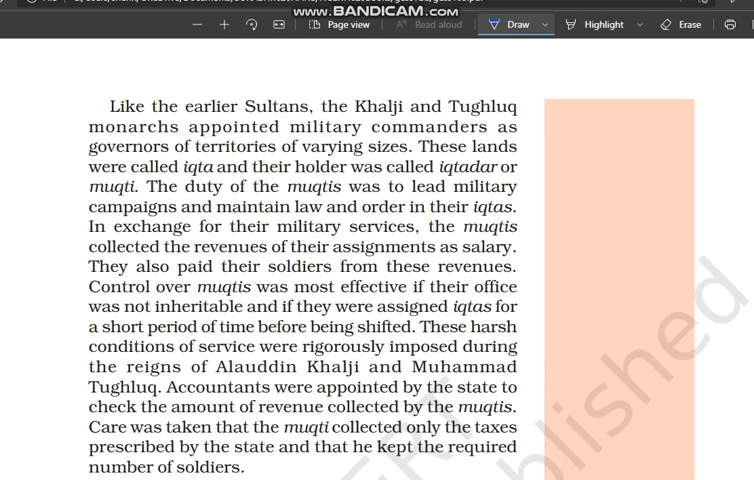 www.BANDICAM.com
Page view
Read aloud
Draw
Highlight
Erase
Like the earlier Sultans, the Khalji and Tughluq
monarchs appointed military commanders as
governors of territories of varying sizes. These lands
were called iqta and their holder was called iqtadar or
muqti. The duty of the muqtis was to lead military
campaigns and maintain law and order in their iqtas.
In exchange for their military services, the muqtis
collected the revenues of their assignments as salary.
They also paid their soldiers from these revenues.
Control over muqtis was most effective if their office
was not inheritable and if they were assigned iqtas for
a short period of time before being shifted. These harsh
conditions of service were rigorously imposed during
the reigns of Alauddin Khalji and Muhammad
Tughluq. Accountants were appointed by the state to
check the amount of revenue collected by the muqtis.
Care was taken that the muqti collected only the taxes
prescribed by the state and that he kept the required
number of soldiers.